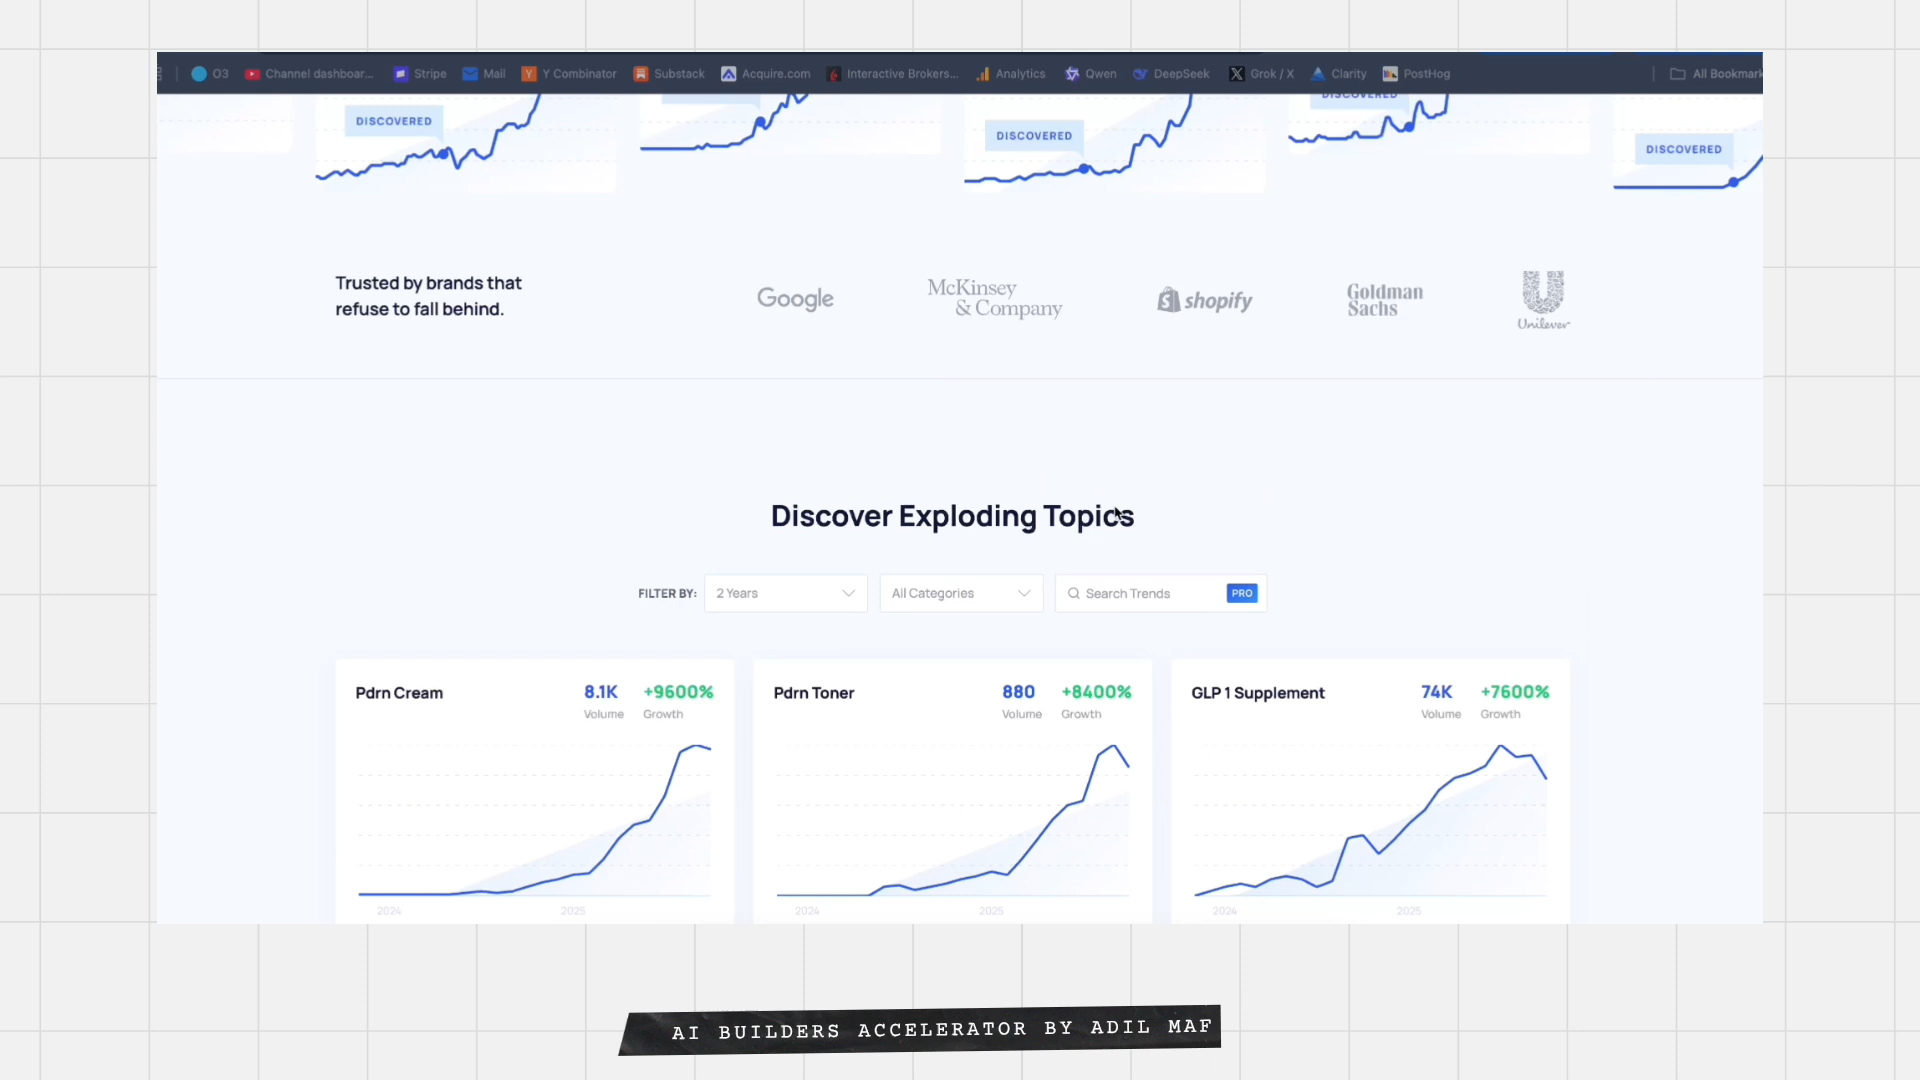 O3 Channel dashboar... Stripe Mail Y Combinator Substack Acquire.com Interactive Brokers... Analytics Qwen DeepSeek Grok / X Clarity PostHog All Bookmark
DISCOVERED DISCOVERED DISCOVERED DISCOVERED
Trusted by brands that
refuse to fall behind.
Google
McKinsey
& Company
shopify
Goldman
Sachs
Unilever
Discover Exploding Topics
FILTER BY: 2 Years All Categories Search Trends PRO
Pdrn Cream 8.1K +9600%
Volume Growth
2024 2025
Pdrn Toner 880 +8400%
Volume Growth
2024 2025
GLP 1 Supplement 74K +7600%
Volume Growth
2024 2025
AI BUILDERS ACCELERATOR BY ADIL MAF